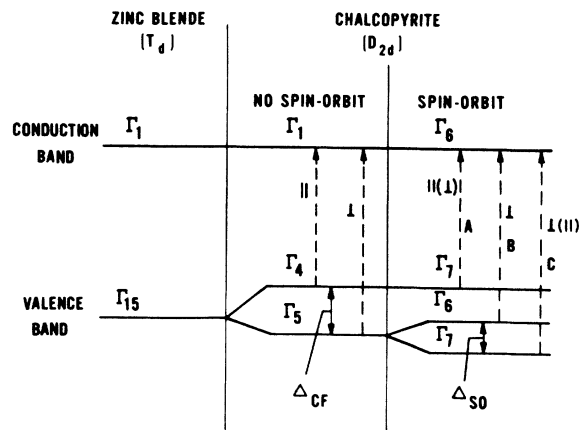 ZINC BLENDE
(T_d)
CHALCOPYRITE
(D_2d)
NO SPIN-ORBIT
SPIN-ORBIT
CONDUCTION
BAND
Γ1
Γ1
Γ6
||
⊥
||(⊥)
A
⊥
B
⊥(||)
C
VALENCE
BAND
Γ15
Γ4
Γ5
Γ7
Γ6
Γ7
Δ_CF
Δ_SO